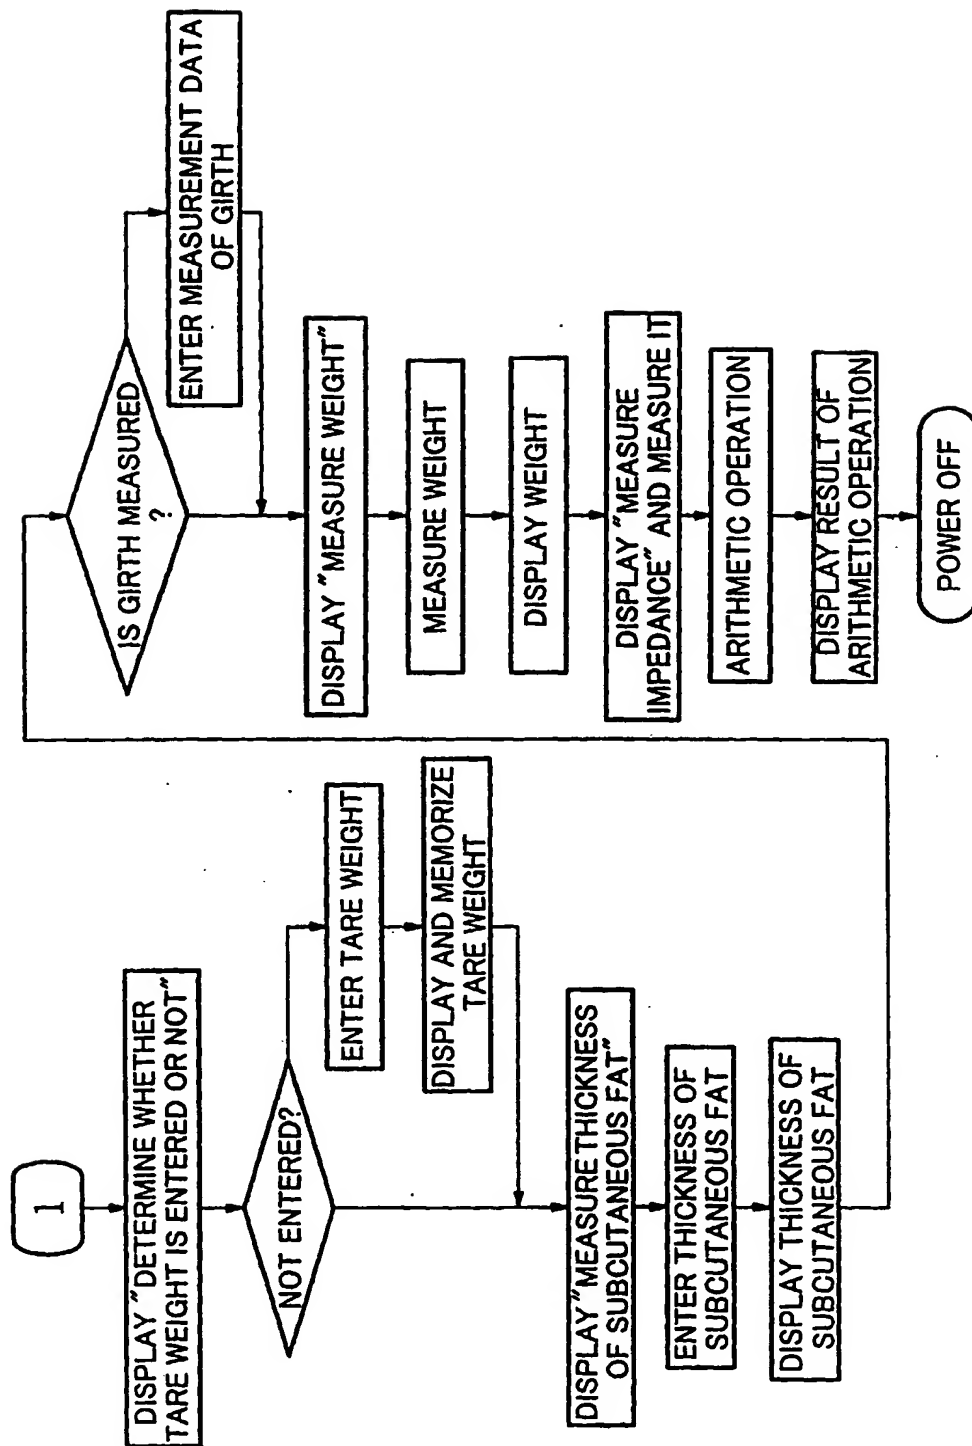 1
DISPLAY "DETERMINE WHETHER
TARE WEIGHT IS ENTERED OR NOT"
NOT ENTERED?
ENTER TARE WEIGHT
DISPLAY AND MEMORIZE
TARE WEIGHT
DISPLAY "MEASURE THICKNESS
OF SUBCUTANEOUS FAT"
ENTER THICKNESS OF
SUBCUTANEOUS FAT
DISPLAY THICKNESS OF
SUBCUTANEOUS FAT
IS GIRTH MEASURED
?
ENTER MEASUREMENT DATA
OF GIRTH
DISPLAY "MEASURE WEIGHT"
MEASURE WEIGHT
DISPLAY WEIGHT
DISPLAY "MEASURE
IMPEDANCE" AND MEASURE IT
ARITHMETIC OPERATION
DISPLAY RESULT OF
ARITHMETIC OPERATION
POWER OFF